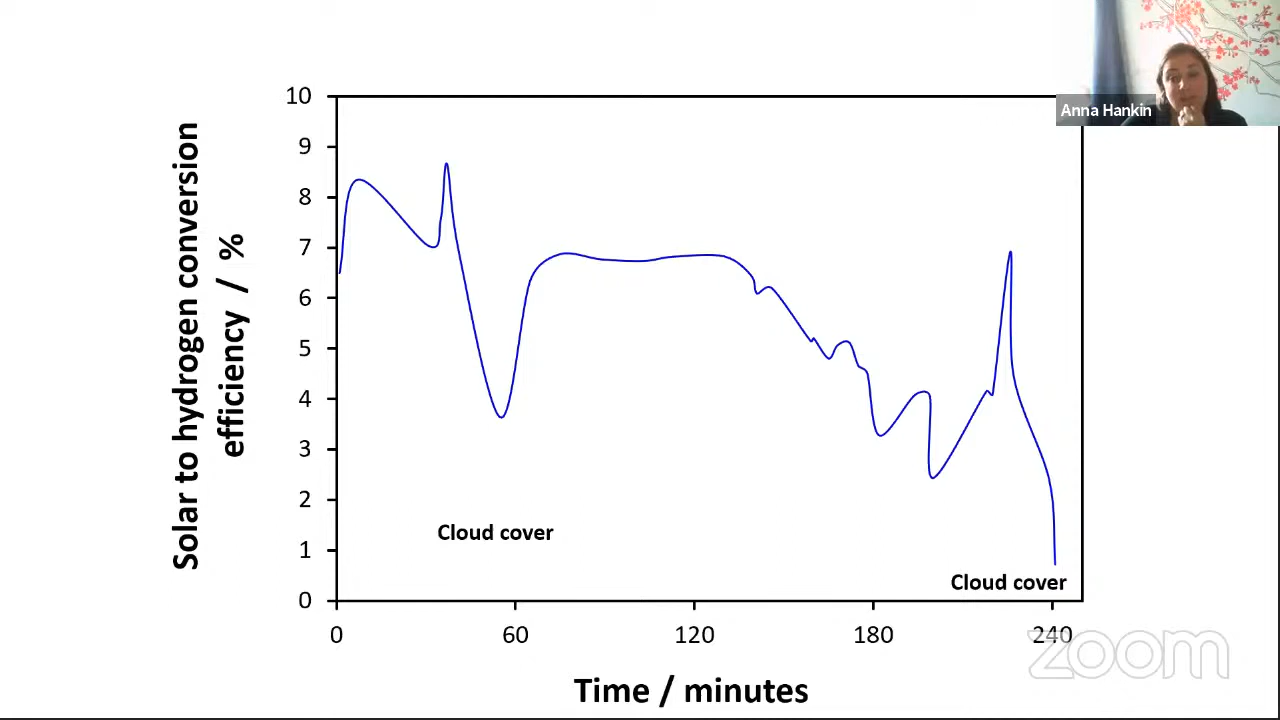 Anna Hankin
Solar to hydrogen conversion
efficiency / %
10
9
8
7
6
5
4
3
2
1
0
Cloud cover
Cloud cover
0
60
120
180
240
Time / minutes
zoom